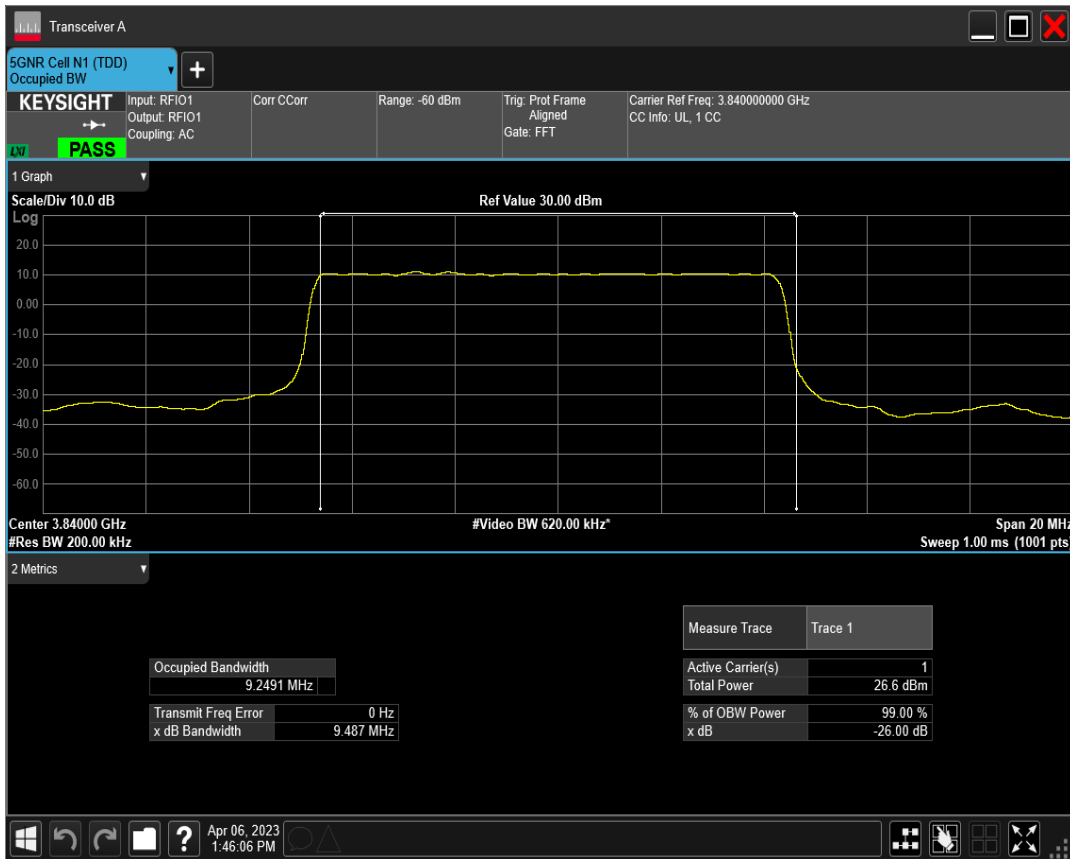 Transceiver A
5GNR Cell N1 (TDD)
Occupied BW
+
KEYSIGHT
LXI
PASS
Input: RFIO1
Output: RFIO1
Coupling: AC
Corr CCorr
Range: -60 dBm
Trig: Prot Frame
Aligned
Gate: FFT
Carrier Ref Freq: 3.840000000 GHz
CC Info: UL, 1 CC
1 Graph
Scale/Div 10.0 dB
Ref Value 30.00 dBm
Log
20.0
10.0
0.00
-10.0
-20.0
-30.0
-40.0
-50.0
-60.0
Center 3.84000 GHz
#Video BW 620.00 kHz*
Span 20 MHz
#Res BW 200.00 kHz
Sweep 1.00 ms (1001 pts)
2 Metrics
Measure Trace Trace 1
Occupied Bandwidth
9.2491 MHz
Active Carrier(s) 1
Total Power 26.6 dBm
Transmit Freq Error 0 Hz
x dB Bandwidth 9.487 MHz
% of OBW Power 99.00 %
x dB -26.00 dB
?
Apr 06, 2023
1:46:06 PM